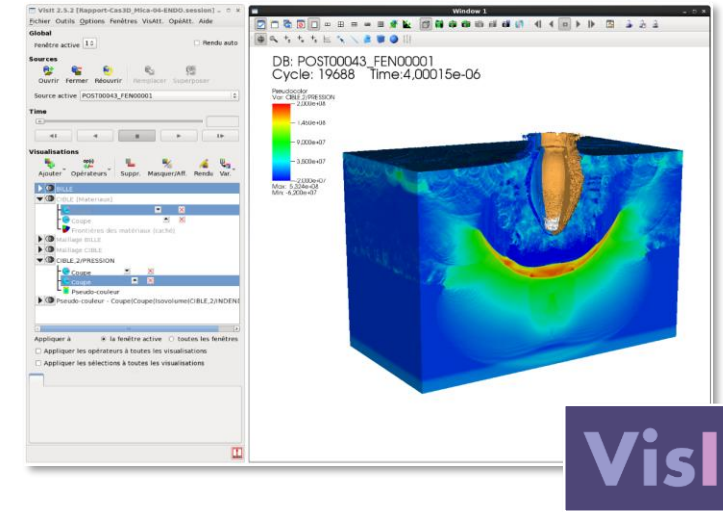 VisIt 2.5.2 [Rapport-Cas3D_Mica-06-ENDO.session]
Fichier Outils Options Fenêtres VisAtt. OpéAtt. Aide
Global
Fenêtre active 1
Rendu auto
Sources
Ouvrir Fermer Réouvrir Remplacer Superposer
Source active POST00043_FEN00001
Time
Visualisations
Ajouter Opérateurs Suppr. Masquer/Aff. Rendu Var.
BILLE
CIBLE [Materiaux]
Coupe
Frontières des matériaux (caché)
Maillage BILLE
Maillage CIBLE
CIBLE_2/PRESSION
Coupe
Coupe
Pseudo-couleur
Pseudo-couleur - Coupe(Coupe(Isovolume(CIBLE_2/INDEN
Appliquer à la fenêtre active toutes les fenêtres
Appliquer les opérateurs à toutes les visualisations
Appliquer les sélections à toutes les visualisations
Window 1
DB: POST00043_FEN00001
Cycle: 19688 Time:4,00015e-06
Pseudocolor
Var: CIBLE_2/PRESSION
2,000e+08
1,450e+08
9,000e+07
3,500e+07
-2,000e+07
Max: 5,324e+08
Min: -6,200e+07
VisI